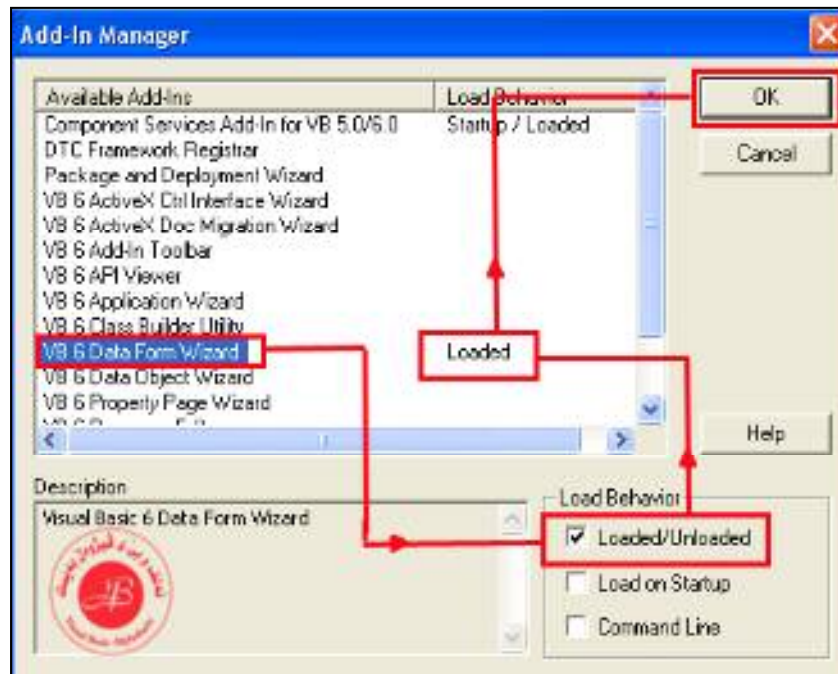 Add-In Manager
Available Add-Ins Load Behavior
Component Services Add-In for VB 5.0/6.0 Startup / Loaded
DTC Framework Registrar
Package and Deployment Wizard
VB 6 ActiveX Ctrl Interface Wizard
VB 6 ActiveX Doc Migration Wizard
VB 6 Add-In Toolbar
VB 6 API Viewer
VB 6 Application Wizard
VB 6 Class Builder Utility
VB 6 Data Form Wizard Loaded
VB 6 Data Object Wizard
VB 6 Property Page Wizard
OK
Cancel
Help
Description
Visual Basic 6 Data Form Wizard
Load Behavior
Loaded/Unloaded
Load on Startup
Command Line